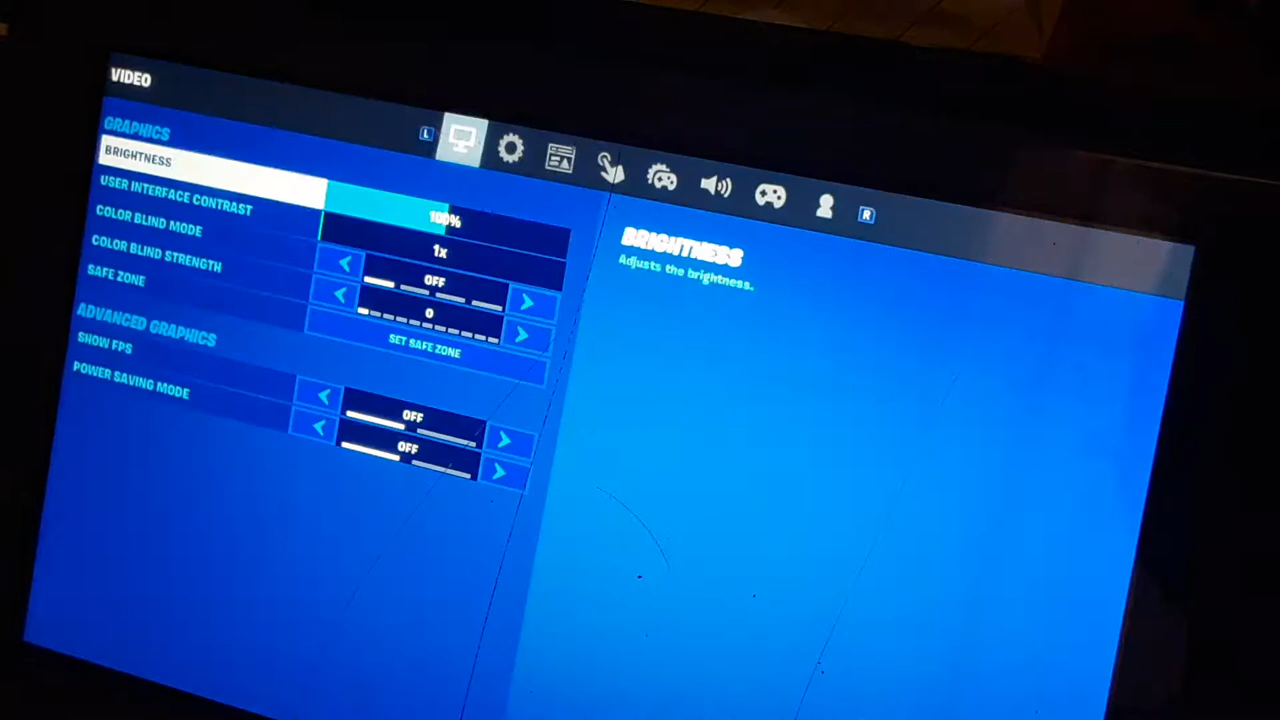 VIDEO
L
R
GRAPHICS
BRIGHTNESS
100%
USER INTERFACE CONTRAST
1x
COLOR BLIND MODE
OFF
COLOR BLIND STRENGTH
0
SAFE ZONE
SET SAFE ZONE
ADVANCED GRAPHICS
SHOW FPS
OFF
POWER SAVING MODE
OFF
BRIGHTNESS
Adjusts the brightness.